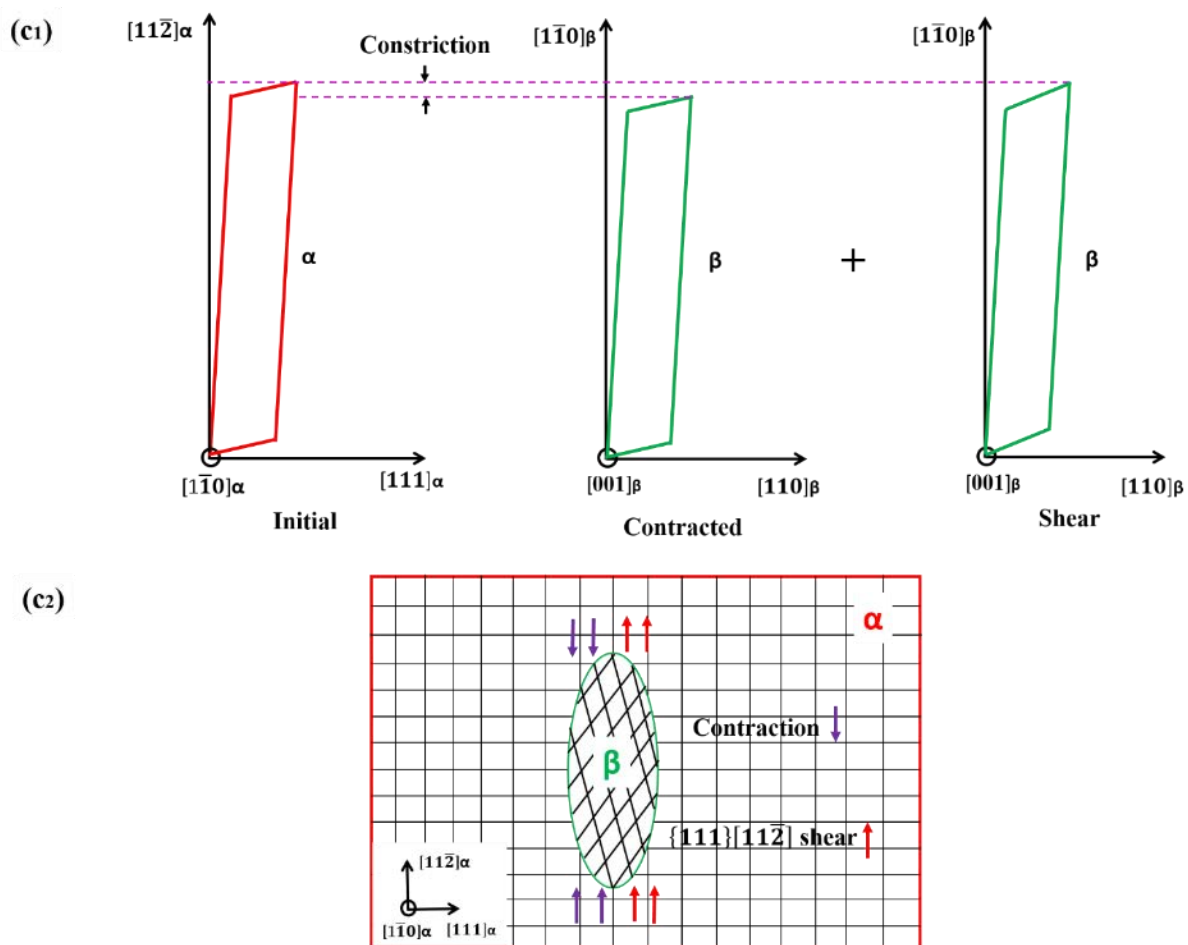 (c1)
[112̅]α
Constriction
[11̅0]β
[11̅0]β
α
β
+
β
[11̅0]α
[111]α
[001]β
[110]β
[001]β
[110]β
Initial
Contracted
Shear
(c2)
α
Contraction
β
{111}[112̅] shear
[112̅]α
[11̅0]α
[111]α